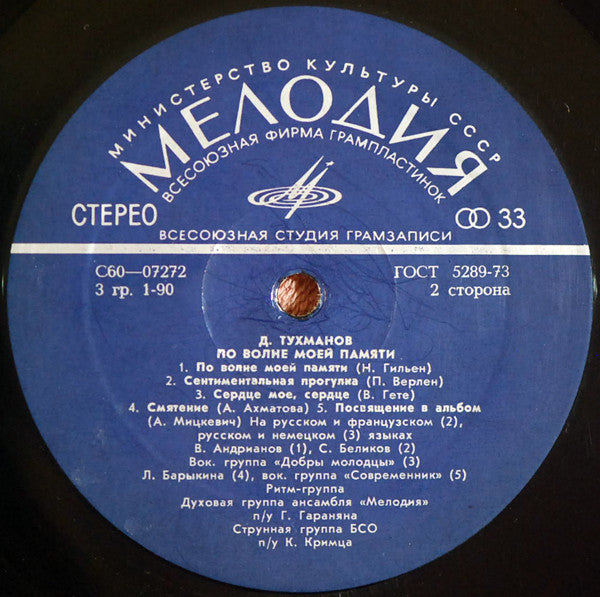 МИНИСТЕРСТВО КУЛЬТУРЫ СССР
МЕЛОДИЯ
ВСЕСОЮЗНАЯ ФИРМА ГРАМПЛАСТИНОК
СТЕРЕО
33
ВСЕСОЮЗНАЯ СТУДИЯ ГРАМЗАПИСИ
С60—07272
ГОСТ 5289-73
3 гр. 1-90
2 сторона
Д. ТУХМАНОВ
ПО ВОЛНЕ МОЕЙ ПАМЯТИ
1. По волне моей памяти (Н. Гильен)
2. Сентиментальная прогулка (П. Верлен)
3. Сердце мое, сердце (В. Гете)
4. Смятение (А. Ахматова) 5. Посвящение в альбом
(А. Мицкевич) На русском и французском (2),
русском и немецком (3) языках
В. Андрианов (1), С. Беликов (2)
Вок. группа «Добры молодцы» (3)
Л. Барыкина (4), вок. группа "Современник" (5)
Ритм-группа
Духовая группа ансамбля «Мелодия»
п/у Г. Гараняна
Струнная группа БСО
п/у К. Кримца